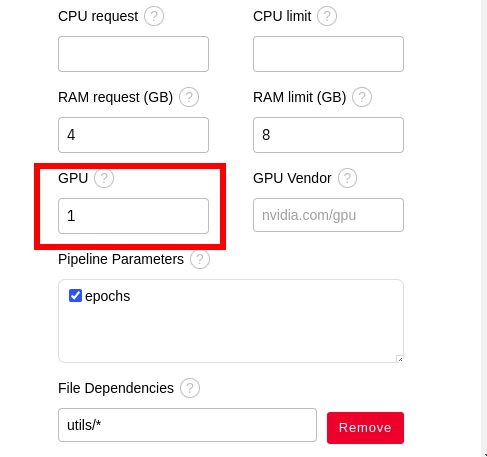 CPU request ?
CPU limit ?
RAM request (GB) ?
RAM limit (GB) ?
4
8
GPU ?
GPU Vendor ?
1
nvidia.com/gpu
Pipeline Parameters ?
epochs
File Dependencies ?
utils/*
Remove